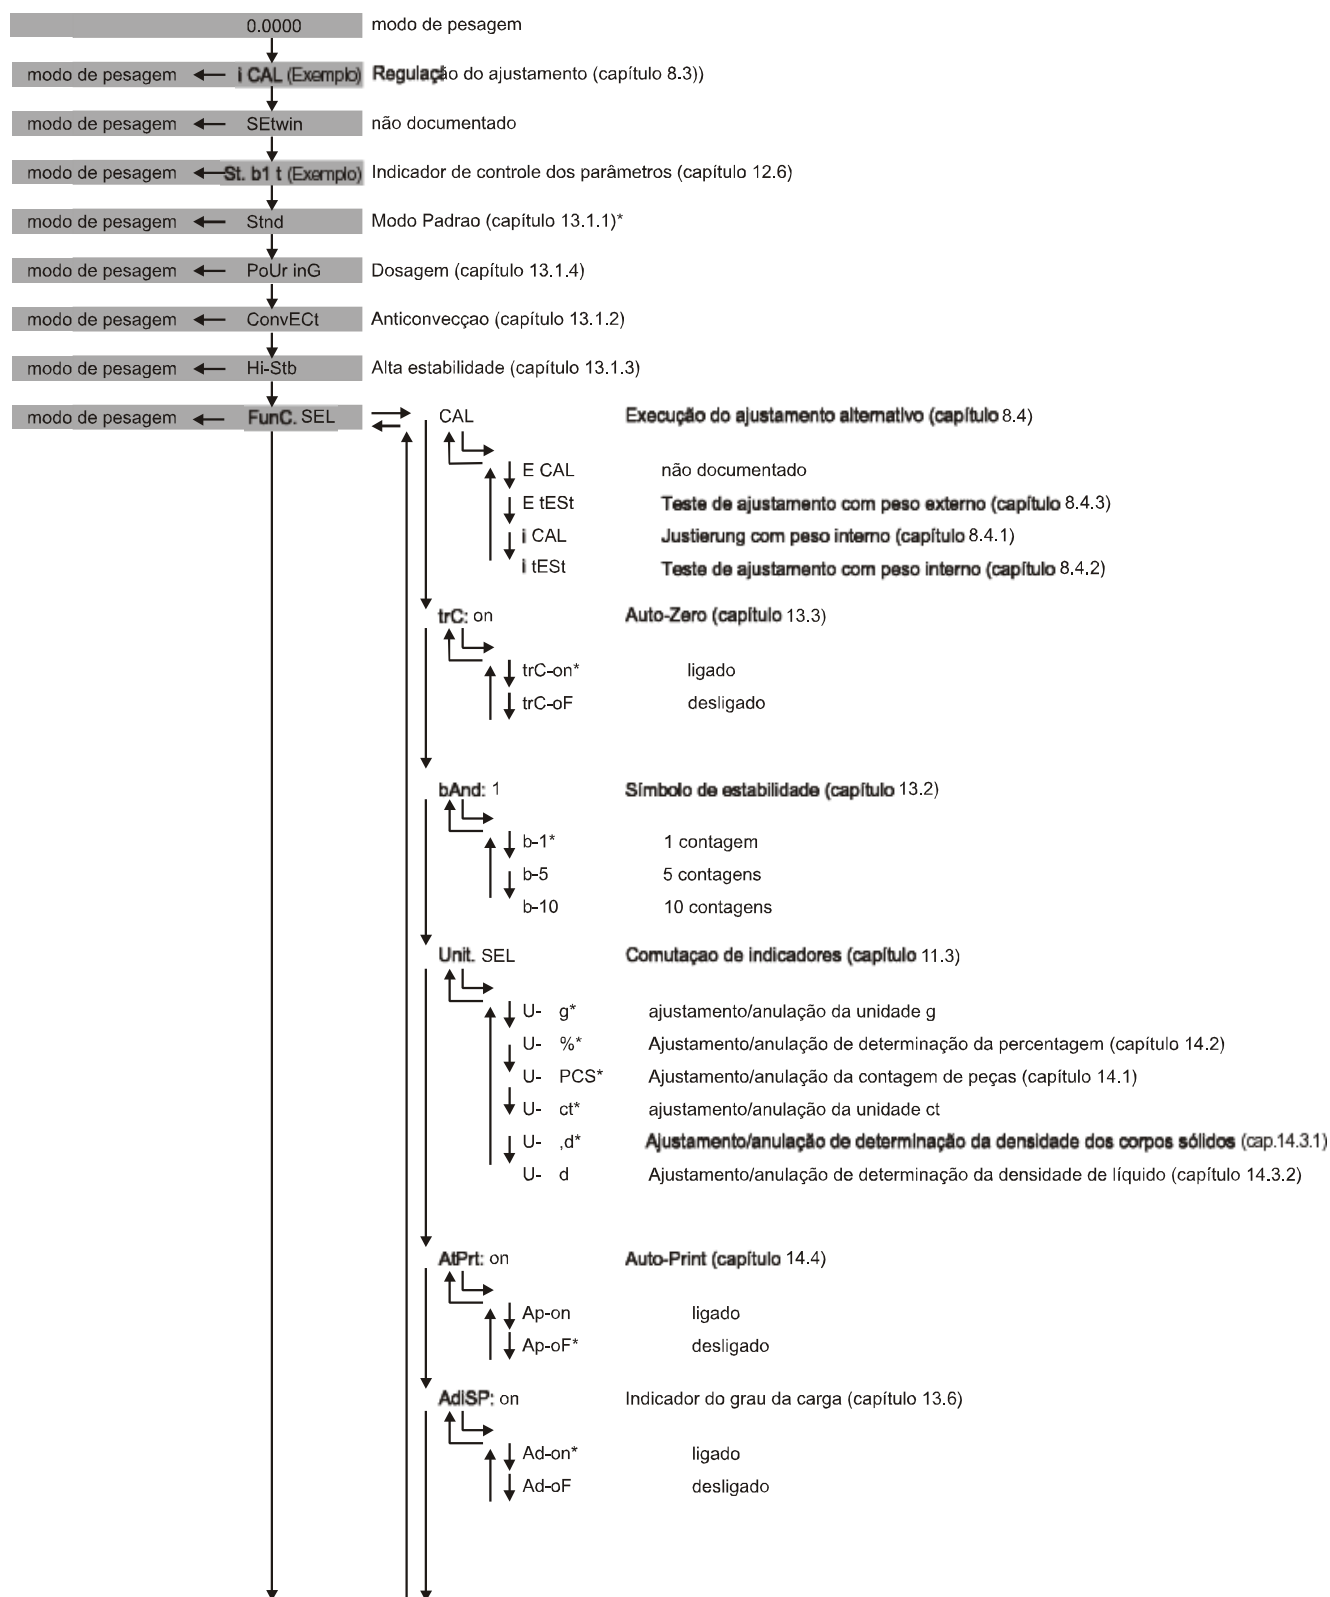 0.0000 modo de pesagem
modo de pesagem i CAL (Exemplo) Regulação do ajustamento (capítulo 8.3))
modo de pesagem SEtwin não documentado
modo de pesagem St. b1 t (Exemplo) Indicador de controle dos parâmetros (capítulo 12.6)
modo de pesagem Stnd Modo Padrao (capítulo 13.1.1)*
modo de pesagem PoUr inG Dosagem (capítulo 13.1.4)
modo de pesagem ConvECt Anticonvecçao (capítulo 13.1.2)
modo de pesagem Hi-Stb Alta estabilidade (capítulo 13.1.3)
modo de pesagem FunC. SEL CAL Execução do ajustamento alternativo (capítulo 8.4)
E CAL não documentado
E tESt Teste de ajustamento com peso externo (capítulo 8.4.3)
i CAL Justierung com peso interno (capítulo 8.4.1)
i tESt Teste de ajustamento com peso interno (capítulo 8.4.2)
trC: on Auto-Zero (capítulo 13.3)
trC-on* ligado
trC-oF desligado
bAnd: 1 Símbolo de estabilidade (capítulo 13.2)
b-1* 1 contagem
b-5 5 contagens
b-10 10 contagens
Unit. SEL Comutaçao de indicadores (capítulo 11.3)
U- g* ajustamento/anulação da unidade g
U- %* Ajustamento/anulação de determinação da percentagem (capítulo 14.2)
U- PCS* Ajustamento/anulação da contagem de peças (capítulo 14.1)
U- ct* ajustamento/anulação da unidade ct
U- ,d* Ajustamento/anulação de determinação da densidade dos corpos sólidos (cap.14.3.1)
U- d Ajustamento/anulação de determinação da densidade de líquido (capítulo 14.3.2)
AtPrt: on Auto-Print (capítulo 14.4)
Ap-on ligado
Ap-oF* desligado
AdISP: on Indicador do grau da carga (capítulo 13.6)
Ad-on* ligado
Ad-oF desligado